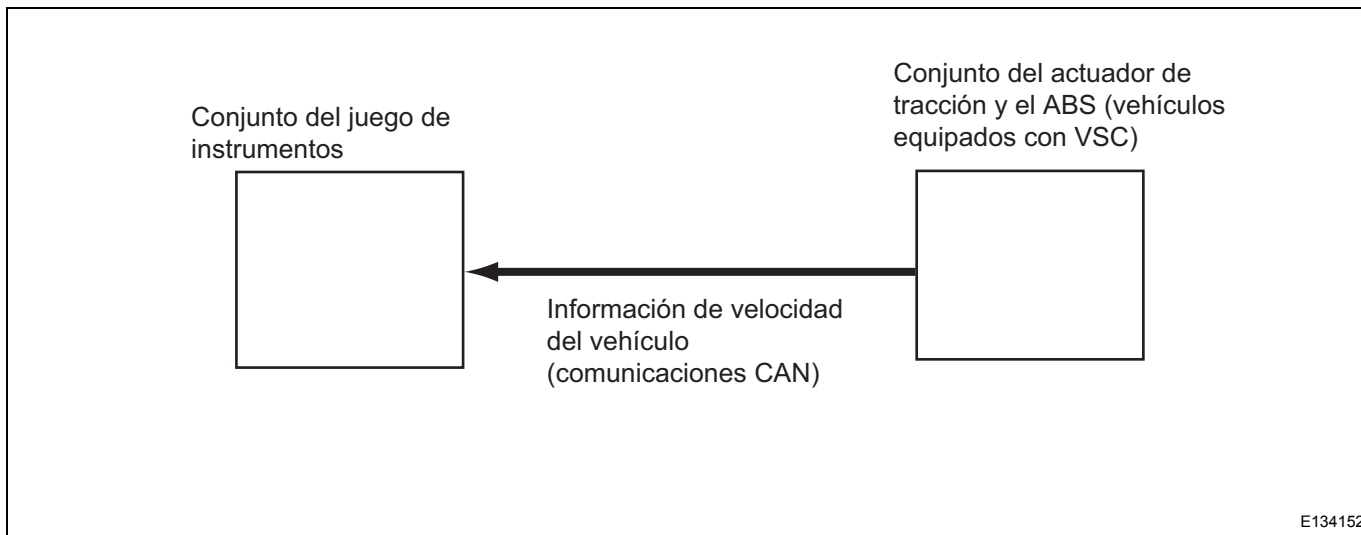 Conjunto del juego de
instrumentos
Conjunto del actuador de
tracción y el ABS (vehículos
equipados con VSC)
Información de velocidad
del vehículo
(comunicaciones CAN)
E134152